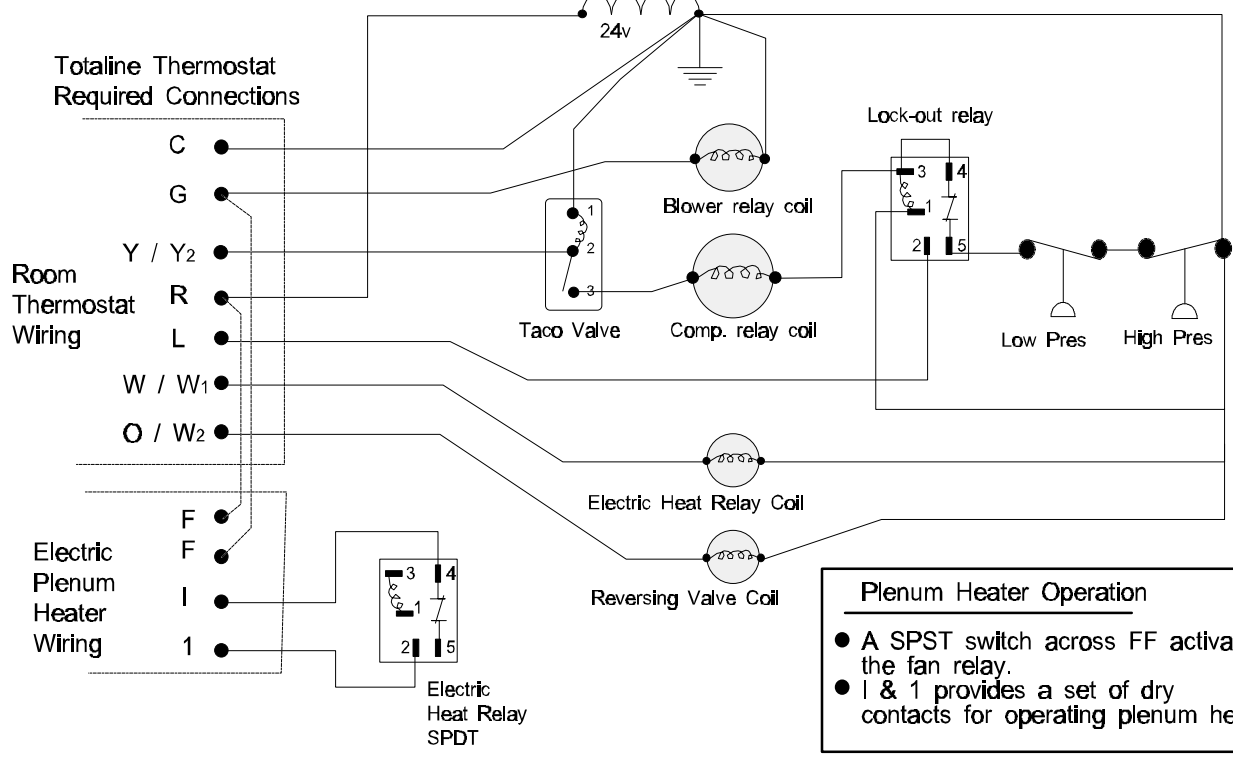 24v
Totaline Thermostat
Required Connections
C
G
Y / Y2
R
L
W / W1
O / W2
Room
Thermostat
Wiring
1
2
3
Taco Valve
Blower relay coil
Comp. relay coil
Lock-out relay
3
4
1
2
5
Low Pres
High Pres
Electric Heat Relay Coil
Reversing Valve Coil
F
F
I
1
Electric
Plenum
Heater
Wiring
3
4
1
2
5
Electric
Heat Relay
SPDT
Plenum Heater Operation
● A SPST switch across FF activa
the fan relay.
● I & 1 provides a set of dry
contacts for operating plenum he